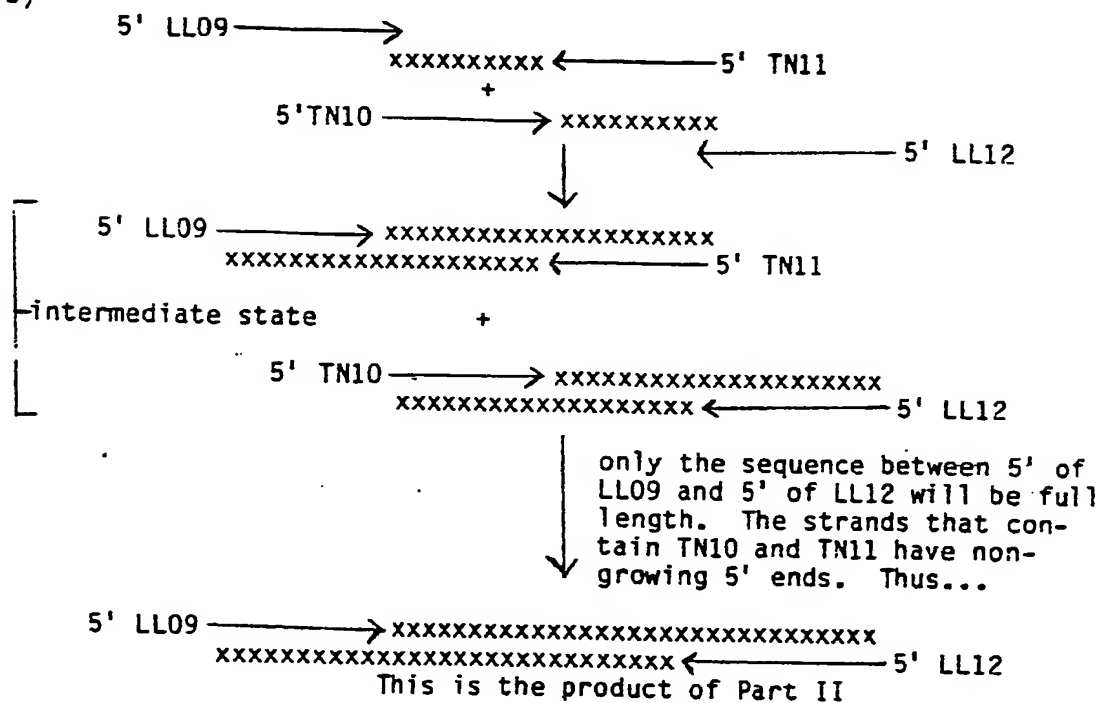 5' LL09
xxxxxxxxxx 5' TN11
+
5'TN10 xxxxxxxxxx
5' LL12
5' LL09 xxxxxxxxxxxxxxxxxxxxx
xxxxxxxxxxxxxxxxxxxx 5' TN11
intermediate state +
5' TN10 xxxxxxxxxxxxxxxxxxxxx
xxxxxxxxxxxxxxxxxxx 5' LL12
only the sequence between 5' of
LL09 and 5' of LL12 will be full
length. The strands that con-
tain TN10 and TN11 have non-
growing 5' ends. Thus...
5' LL09 xxxxxxxxxxxxxxxxxxxxxxxxxxxxxxx
xxxxxxxxxxxxxxxxxxxxxxxxxxxxx 5' LL12
This is the product of Part II